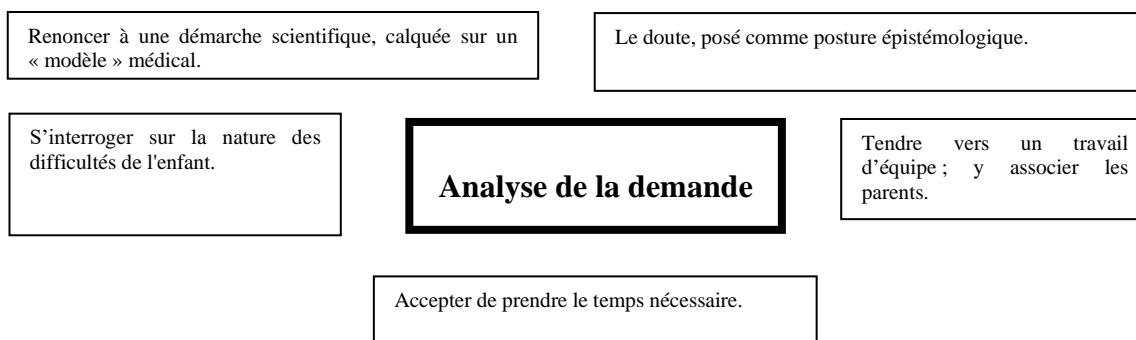 Renoncer à une démarche scientifique, calquée sur un
« modèle » médical.
Le doute, posé comme posture épistémologique.
S’interroger sur la nature des
difficultés de l'enfant.
Analyse de la demande
Tendre vers un travail
d’équipe ; y associer les
parents.
Accepter de prendre le temps nécessaire.